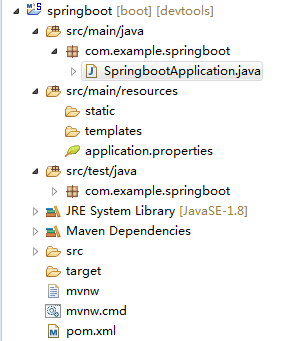 springboot [boot] [devtools]
src/main/java
com.example.springboot
SpringbootApplication.java
src/main/resources
static
templates
application.properties
src/test/java
com.example.springboot
JRE System Library [JavaSE-1.8]
Maven Dependencies
src
target
mvnw
mvnw.cmd
pom.xml